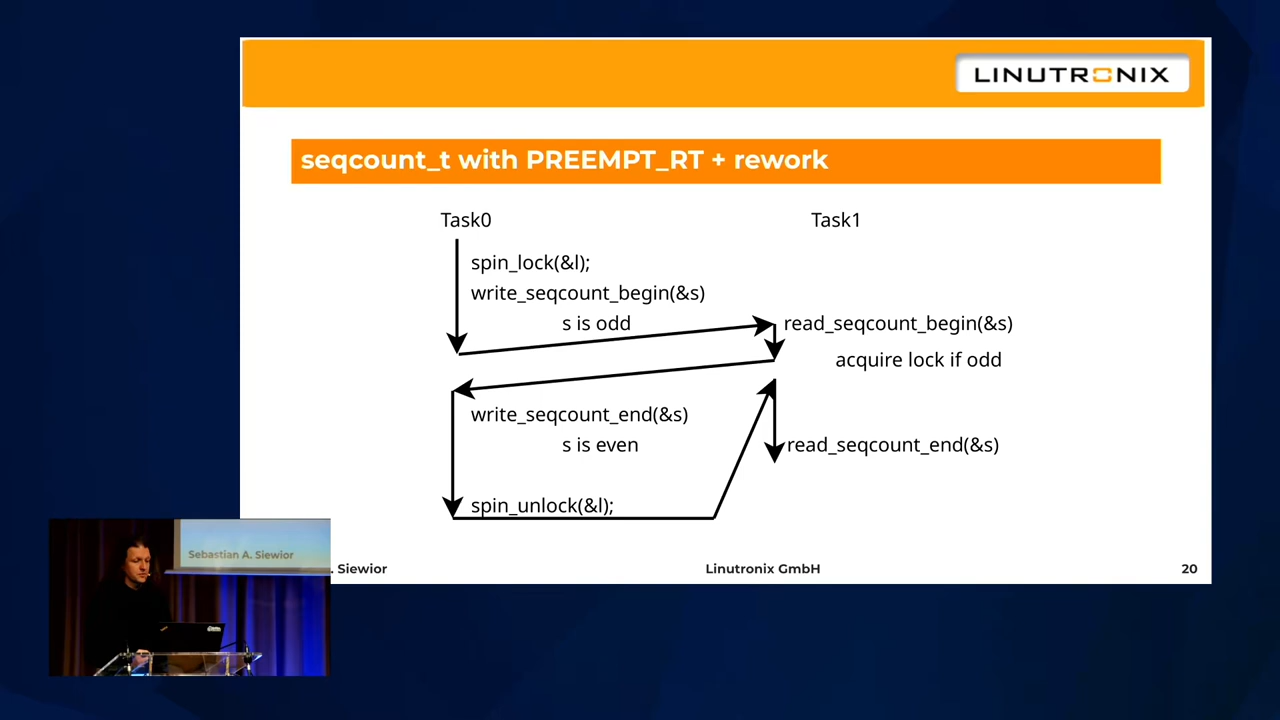 LINUTRONIX
seqcount_t with PREEMPT_RT + rework
Task0
Task1
spin_lock(&l);
write_seqcount_begin(&s)
s is odd
read_seqcount_begin(&s)
acquire lock if odd
write_seqcount_end(&s)
s is even
read_seqcount_end(&s)
spin_unlock(&l);
Sebastian A. Siewior
. Siewior
Linutronix GmbH
20